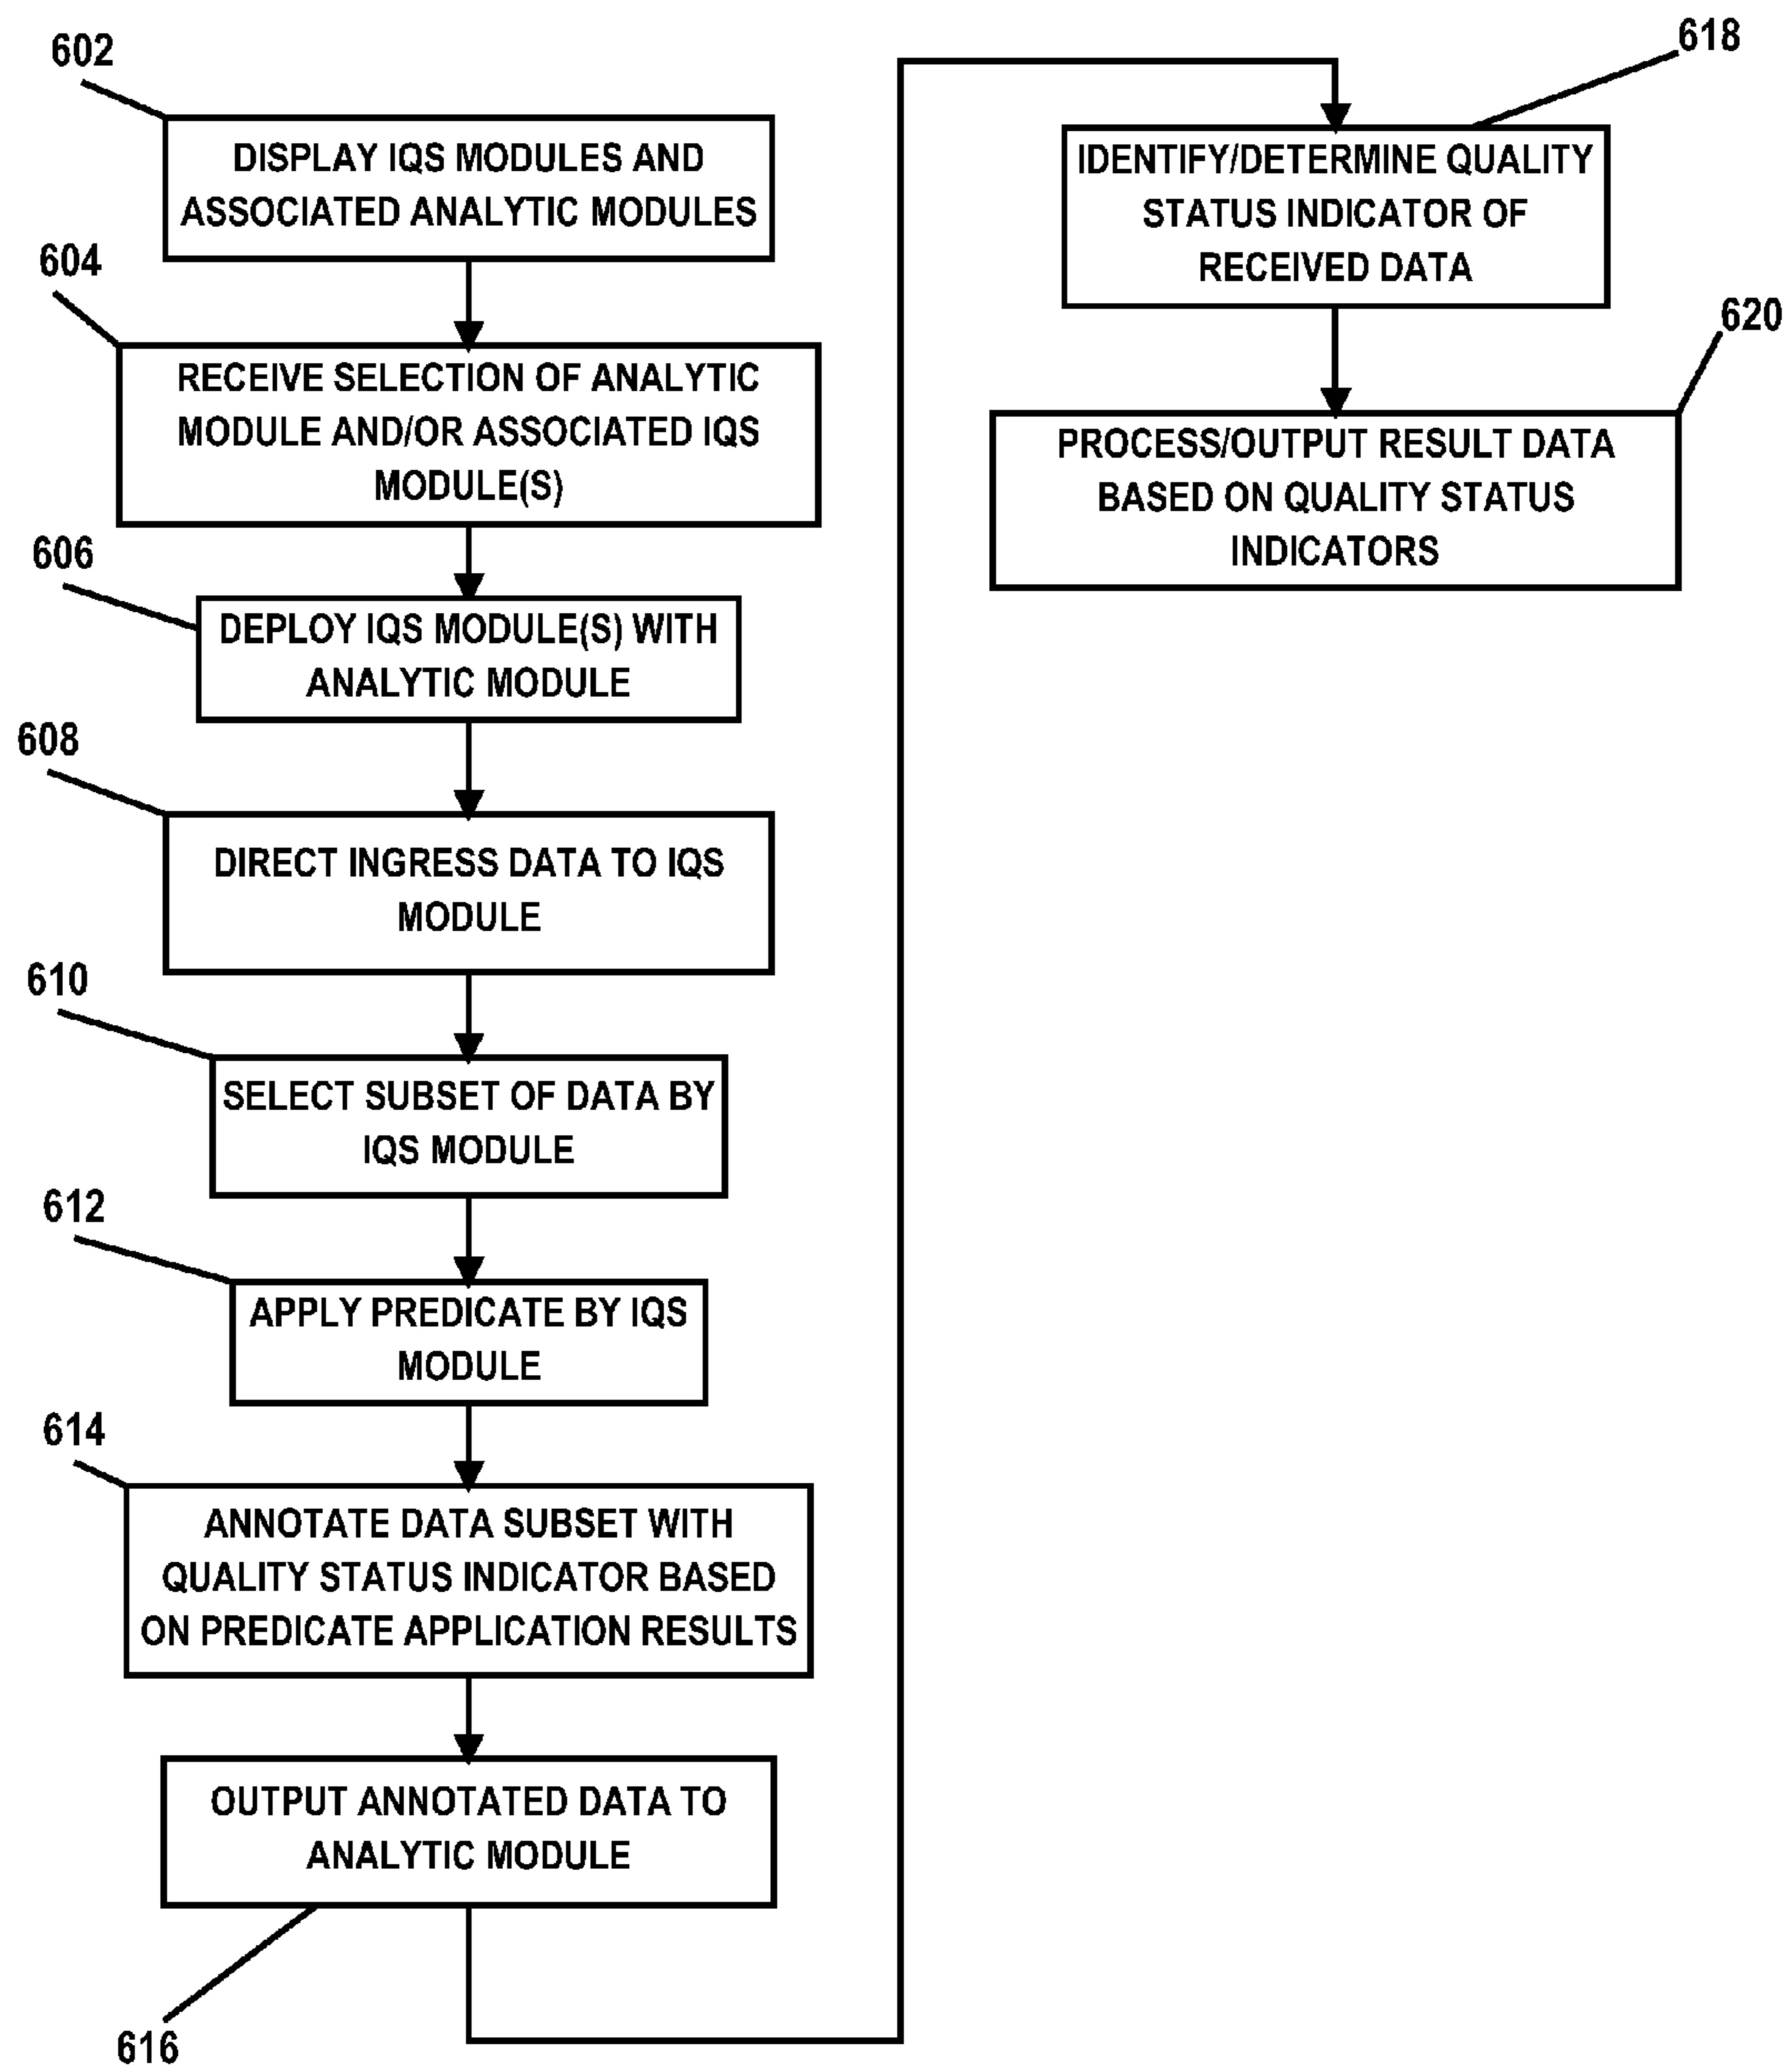 602
DISPLAY IQS MODULES AND
ASSOCIATED ANALYTIC MODULES
604
RECEIVE SELECTION OF ANALYTIC
MODULE AND/OR ASSOCIATED IQS
MODULE(S)
606
DEPLOY IQS MODULE(S) WITH
ANALYTIC MODULE
608
DIRECT INGRESS DATA TO IQS
MODULE
610
SELECT SUBSET OF DATA BY
IQS MODULE
612
APPLY PREDICATE BY IQS
MODULE
614
ANNOTATE DATA SUBSET WITH
QUALITY STATUS INDICATOR BASED
ON PREDICATE APPLICATION RESULTS
OUTPUT ANNOTATED DATA TO
ANALYTIC MODULE
616
618
IDENTIFY/DETERMINE QUALITY
STATUS INDICATOR OF
RECEIVED DATA
620
PROCESS/OUTPUT RESULT DATA
BASED ON QUALITY STATUS
INDICATORS